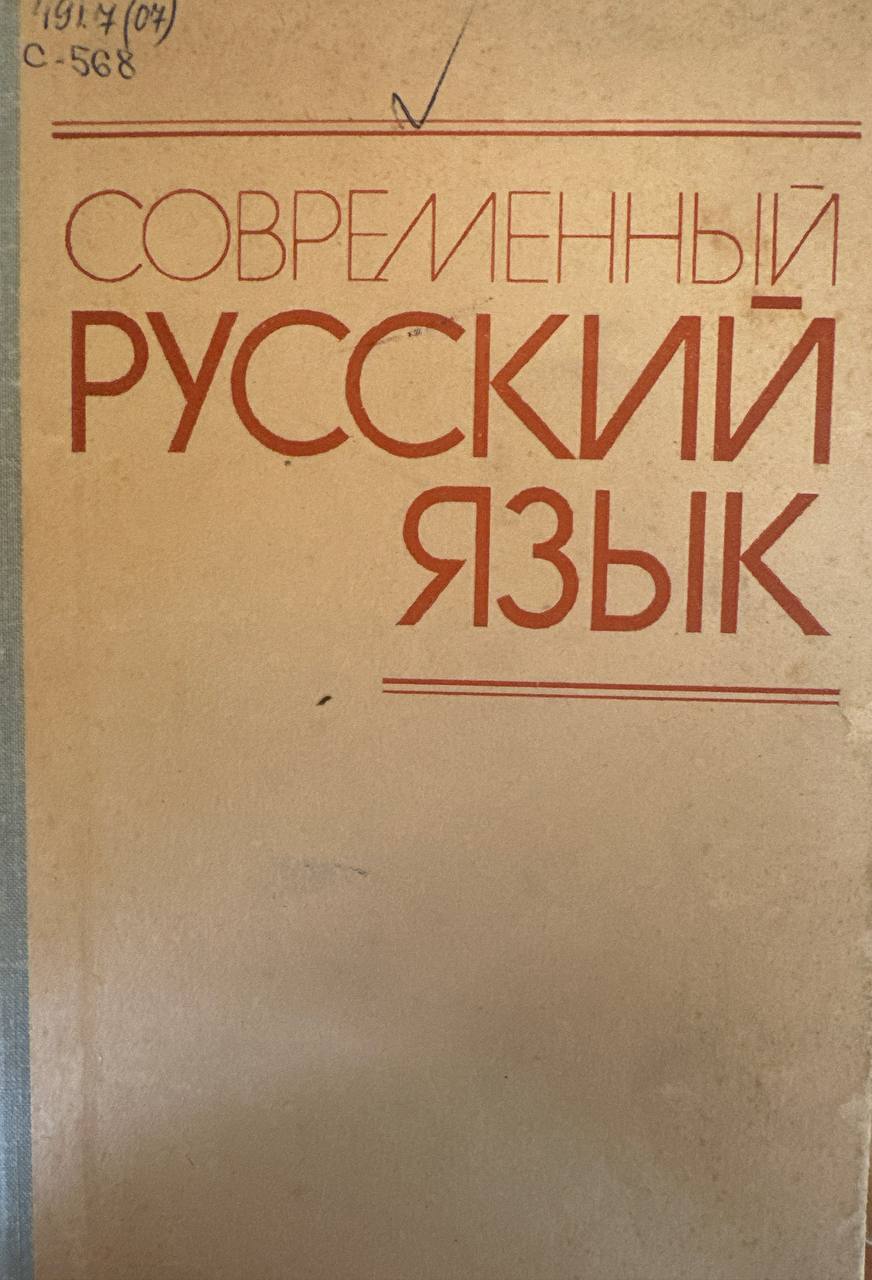 491.7(07)
С-568
СОВРЕМЕННЫЙ
РУССКИЙ
ЯЗЫК